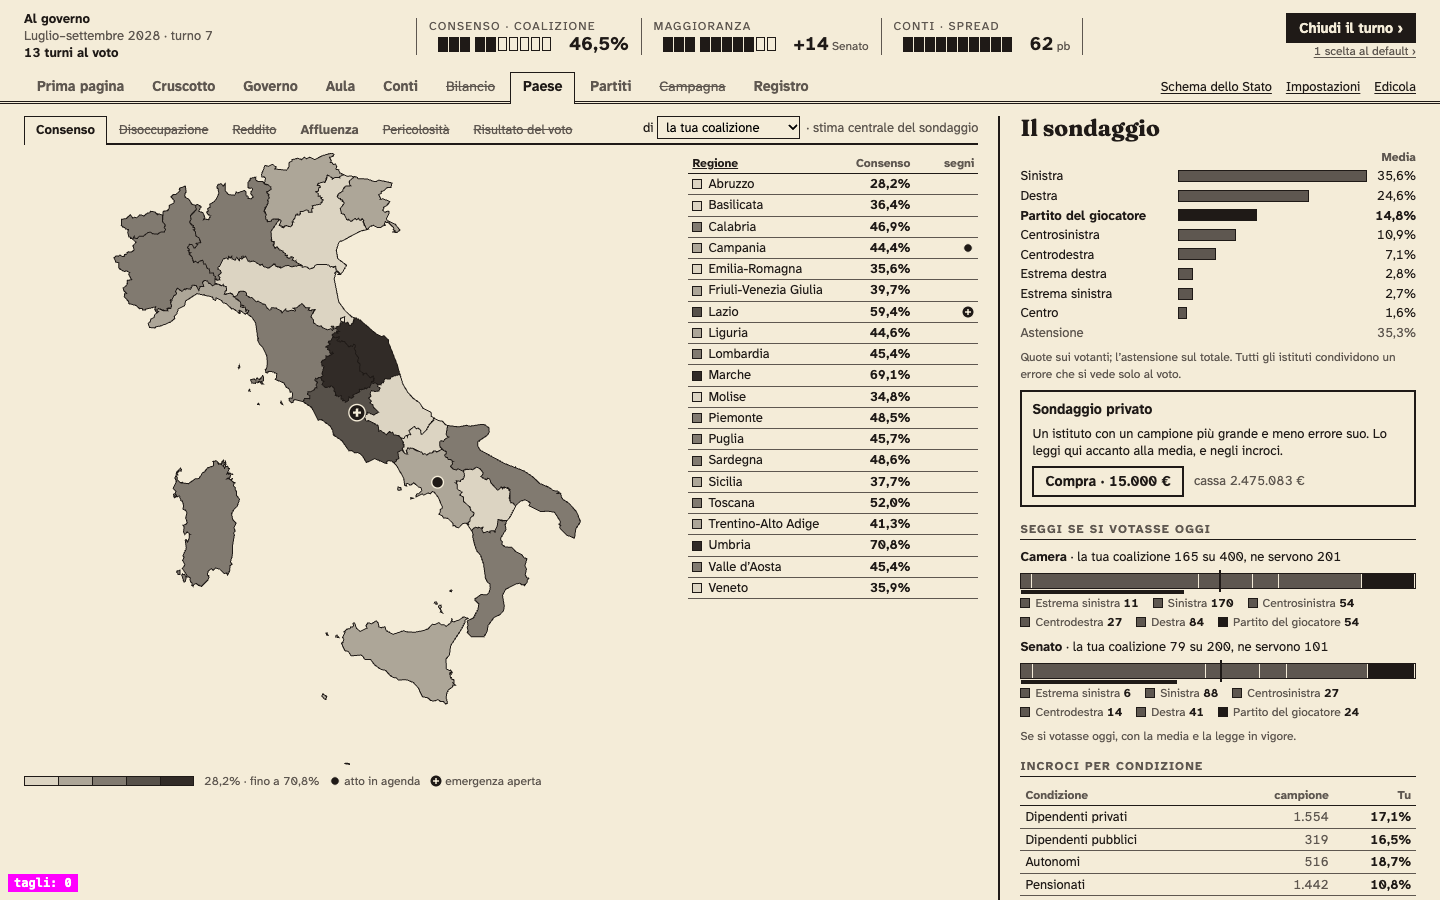 Al governo
Luglio–settembre 2028 · turno 7
13 turni al voto
CONSENSO · COALIZIONE
46,5%
MAGGIORANZA
+14 Senato
CONTI · SPREAD
62 pb
Chiudi il turno ›
1 scelta al default ›
Prima pagina Cruscotto Governo Aula Conti Bilancio Paese Partiti Campagna Registro
Schema dello Stato Impostazioni Edicola
Consenso Disoccupazione Reddito Affluenza Pericolosità Risultato del voto
di la tua coalizione · stima centrale del sondaggio
Regione Consenso segni
Abruzzo 28,2%
Basilicata 36,4%
Calabria 46,9%
Campania 44,4%
Emilia-Romagna 35,6%
Friuli-Venezia Giulia 39,7%
Lazio 59,4%
Liguria 44,6%
Lombardia 45,4%
Marche 69,1%
Molise 34,8%
Piemonte 48,5%
Puglia 45,7%
Sardegna 48,6%
Sicilia 37,7%
Toscana 52,0%
Trentino-Alto Adige 41,3%
Umbria 70,8%
Valle d’Aosta 45,4%
Veneto 35,9%
28,2% · fino a 70,8% atto in agenda emergenza aperta
tagli: 0
Il sondaggio
Media
Sinistra 35,6%
Destra 24,6%
Partito del giocatore 14,8%
Centrosinistra 10,9%
Centrodestra 7,1%
Estrema destra 2,8%
Estrema sinistra 2,7%
Centro 1,6%
Astensione 35,3%
Quote sui votanti; l’astensione sul totale. Tutti gli istituti condividono un
errore che si vede solo al voto.
Sondaggio privato
Un istituto con un campione più grande e meno errore suo. Lo
leggi qui accanto alla media, e negli incroci.
Compra · 15.000 € cassa 2.475.083 €
SEGGI SE SI VOTASSE OGGI
Camera · la tua coalizione 165 su 400, ne servono 201
Estrema sinistra 11 Sinistra 170 Centrosinistra 54
Centrodestra 27 Destra 84 Partito del giocatore 54
Senato · la tua coalizione 79 su 200, ne servono 101
Estrema sinistra 6 Sinistra 88 Centrosinistra 27
Centrodestra 14 Destra 41 Partito del giocatore 24
Se si votasse oggi, con la media e la legge in vigore.
INCROCI PER CONDIZIONE
Condizione campione Tu
Dipendenti privati 1.554 17,1%
Dipendenti pubblici 319 16,5%
Autonomi 516 18,7%
Pensionati 1.442 10,8%